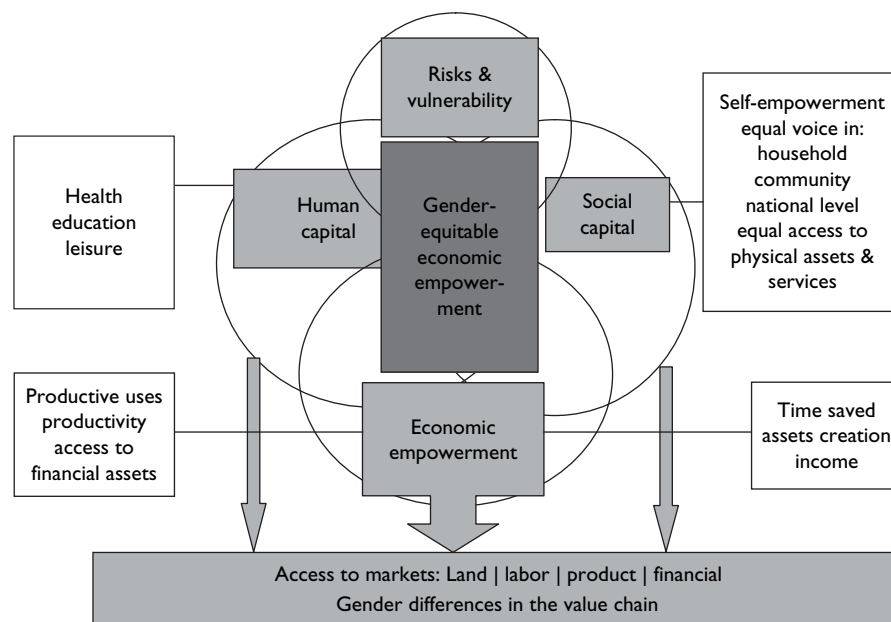 Risks &
vulnerability
Self-empowerment
equal voice in:
household
community
national level
equal access to
physical assets &
services
Health
education
leisure
Human
capital
Gender-
equitable
economic
empower-
ment
Social
capital
Productive uses
productivity
access to
financial assets
Economic
empowerment
Time saved
assets creation
income
Access to markets: Land | labor | product | financial
Gender differences in the value chain